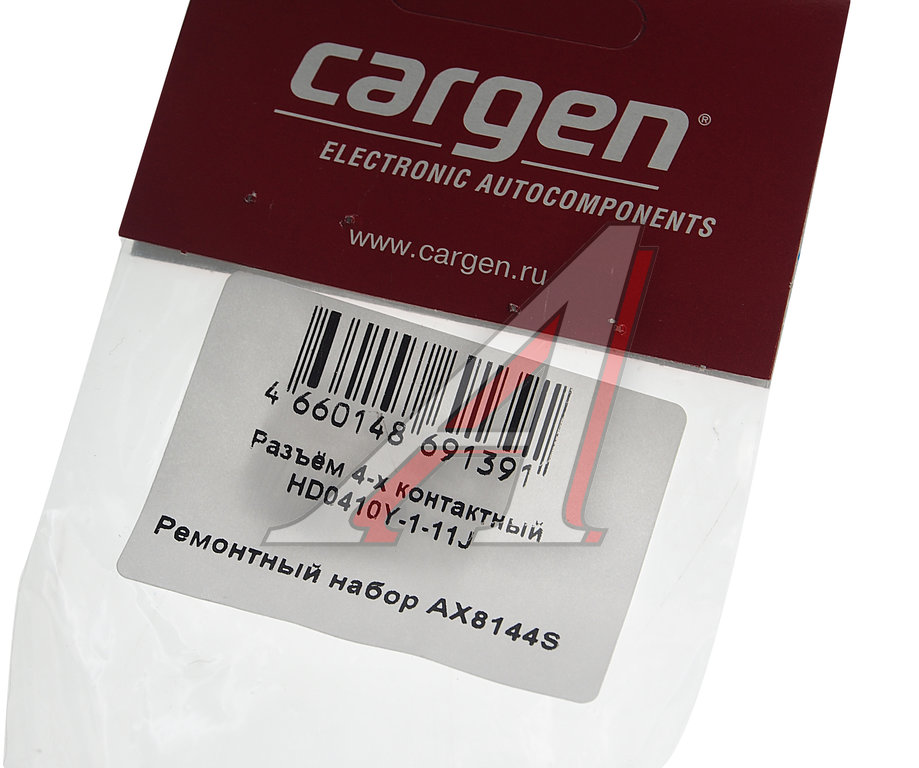 cargen®
ELECTRONIC AUTOCOMPONENTS
www.cargen.ru
4 660148 691391
Разъём 4-х контактный
HD0410Y-1-11J
Ремонтный набор AX8144S